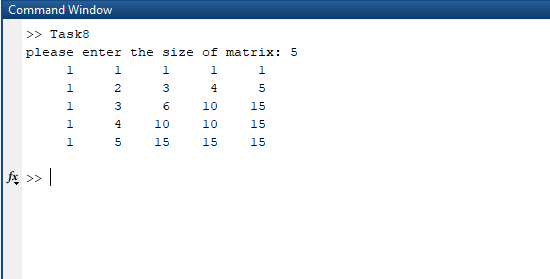 Command Window
>> Task8
please enter the size of matrix: 5
1 1 1 1 1
1 2 3 4 5
1 3 6 10 15
1 4 10 10 15
1 5 15 15 15
fx >>